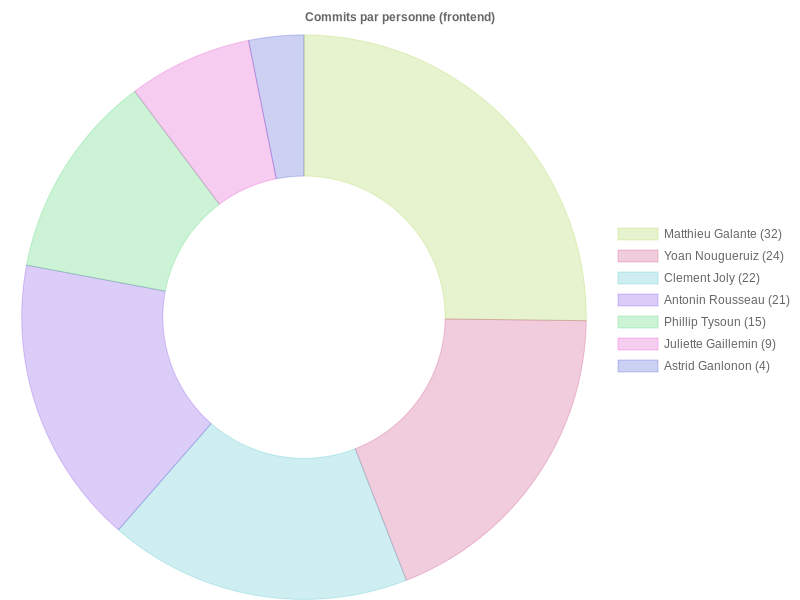 Commits par personne (frontend)
Matthieu Galante (32)
Yoan Nougueruiz (24)
Clement Joly (22)
Antonin Rousseau (21)
Phillip Tysoun (15)
Juliette Gaillemin (9)
Astrid Ganlonon (4)